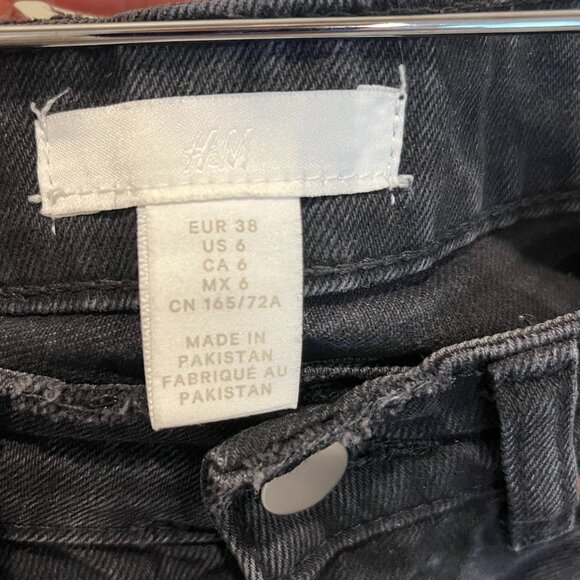 H&M
EUR 38
US 6
CA 6
MX 6
CN 165/72A
MADE IN
PAKISTAN
FABRIQUÉ AU
PAKISTAN